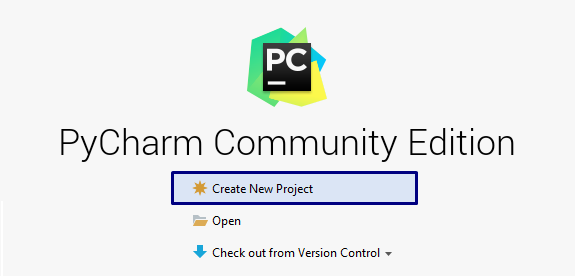 PC
PyCharm Community Edition
Create New Project
Open
Check out from Version Control